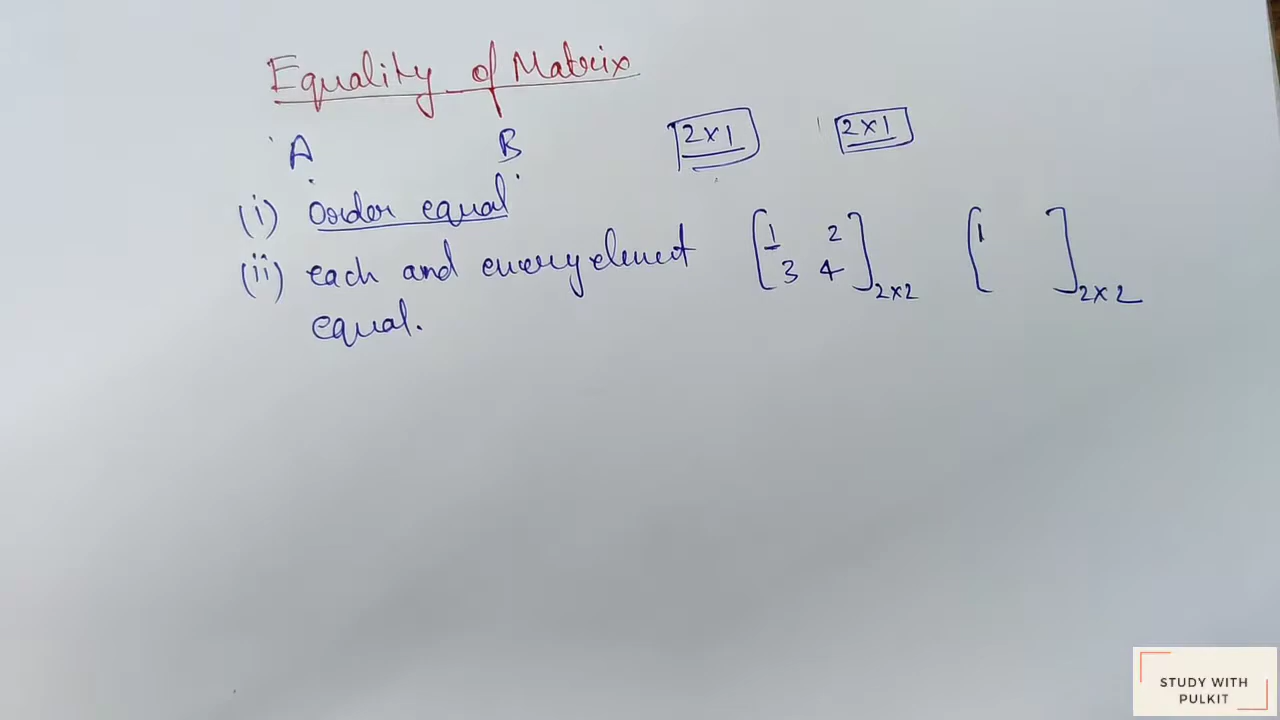 Equality of Matrix
A B 2×1 2×1
(i) Order equal
(ii) each and every element
equal.
[1 2
3 4]2×2 [1 ]2×2
STUDY WITH
PULKIT